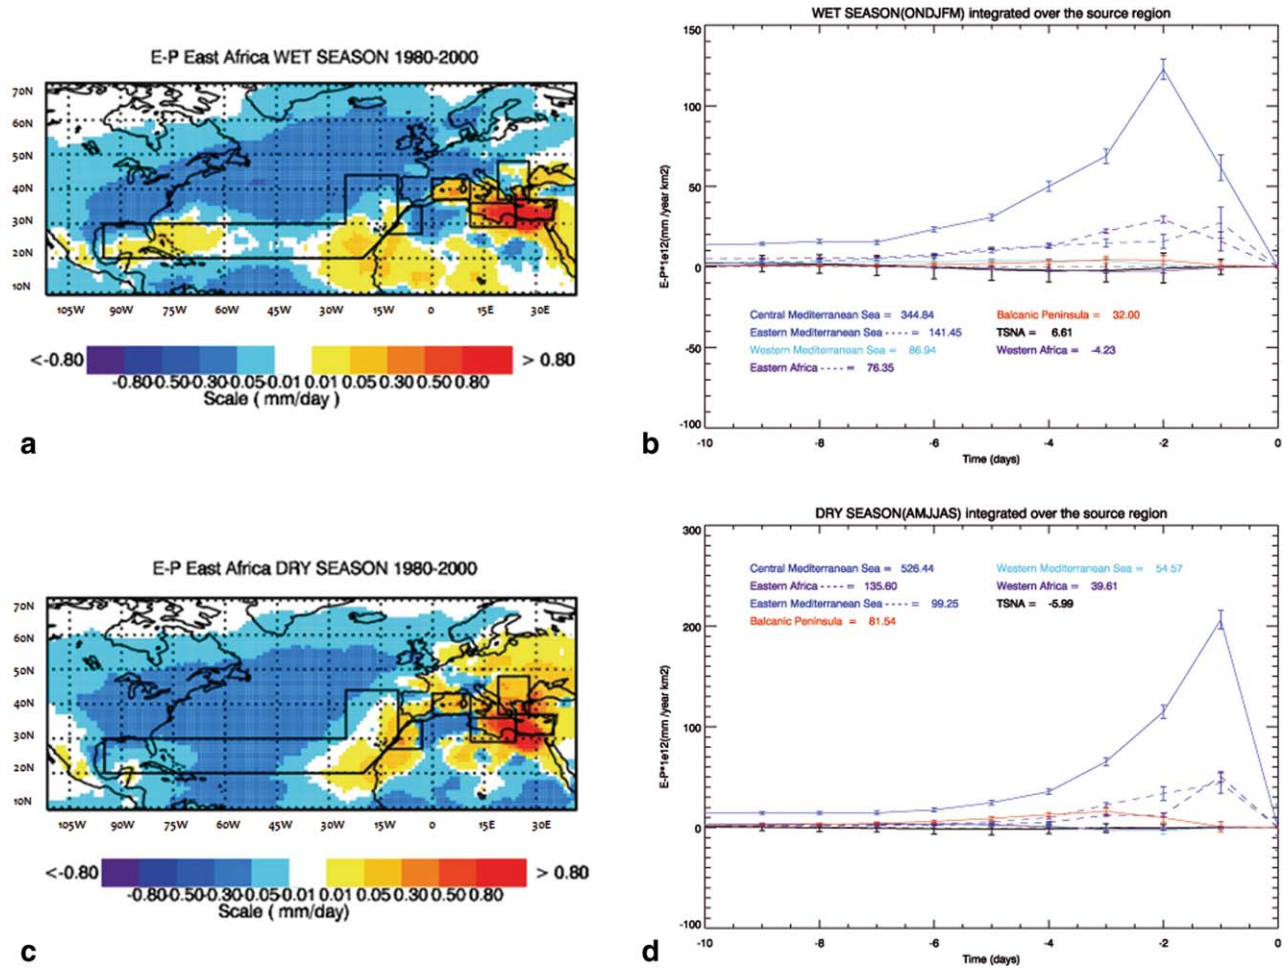 E-P East Africa WET SEASON 1980-2000
70N
60N
50N
40N
30N
20N
10N
105W 90W 75W 60W 45W 30W 15W 0 15E 30E
<-0.80 > 0.80
-0.80-0.50-0.30-0.05-0.01 0.01 0.05 0.30 0.50 0.80
Scale ( mm/day )
a
WET SEASON(ONDJFM) integrated over the source region
150
100
50
0
-50
-100
E-P*1e12(mm /year km2)
Central Mediterranean Sea = 344.84
Eastern Mediterranean Sea ---- = 141.45
Western Mediterranean Sea = 86.94
Eastern Africa ---- = 76.35
Balcanic Peninsula = 32.00
TSNA = 6.61
Western Africa = -4.23
-10 -8 -6 -4 -2 0
Time (days)
b
E-P East Africa DRY SEASON 1980-2000
70N
60N
50N
40N
30N
20N
10N
105W 90W 75W 60W 45W 30W 15W 0 15E 30E
<-0.80 > 0.80
-0.80-0.50-0.30-0.05-0.01 0.01 0.05 0.30 0.50 0.80
Scale ( mm/day)
c
DRY SEASON(AMJJAS) integrated over the source region
300
200
100
0
-100
E-P*1e12(mm /year km2)
Central Mediterranean Sea = 526.44
Eastern Africa ---- = 135.60
Eastern Mediterranean Sea ---- = 99.25
Balcanic Peninsula = 81.54
Western Mediterranean Sea = 54.57
Western Africa = 39.61
TSNA = -5.99
-10 -8 -6 -4 -2 0
Time (days)
d